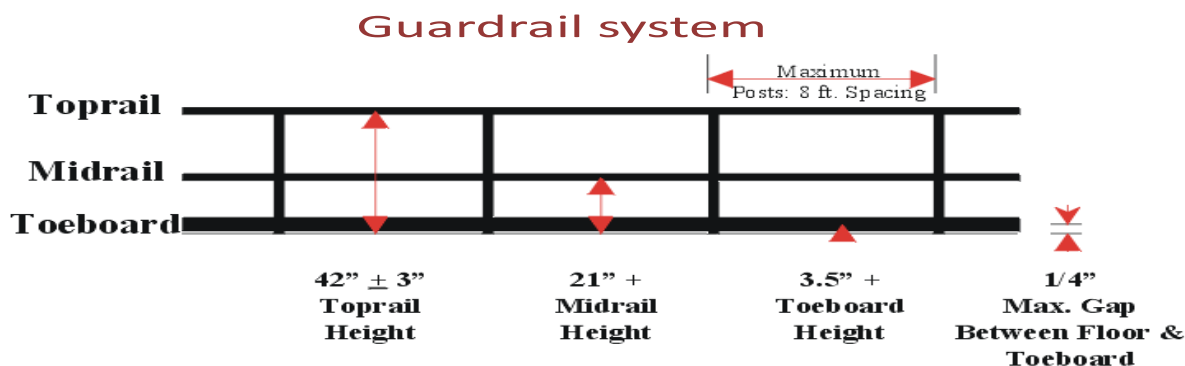 Guardrail system
Maximum
Posts: 8 ft. Spacing
Toprail
Midrail
Toeboard
42” ± 3”
Toprail
Height
21” +
Midrail
Height
3.5” +
Toeboard
Height
1/4”
Max. Gap
Between Floor &
Toeboard